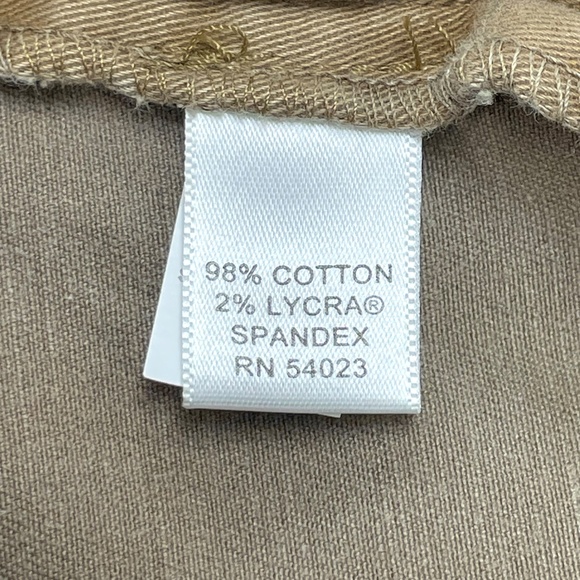 98% COTTON
2% LYCRA®
SPANDEX
RN 54023